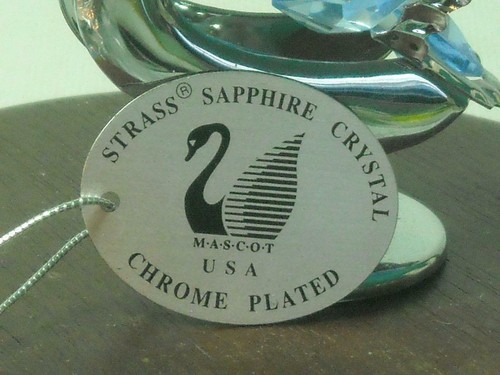 STRASS® SAPPHIRE CRYSTAL
M·A·S·C·O·T
USA
CHROME PLATED